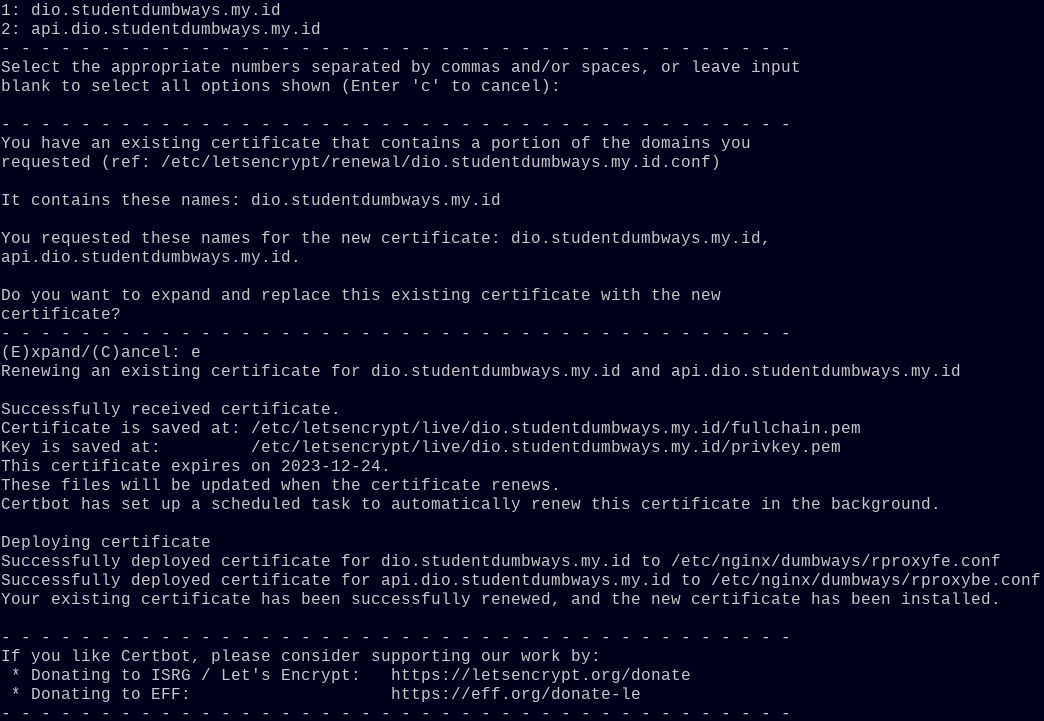 1: dio.studentdumbways.my.id
2: api.dio.studentdumbways.my.id
- - - - - - - - - - - - - - - - - - - - - - - - - - - - - - - - - - - - - - - -
Select the appropriate numbers separated by commas and/or spaces, or leave input
blank to select all options shown (Enter 'c' to cancel):
- - - - - - - - - - - - - - - - - - - - - - - - - - - - - - - - - - - - - - - -
You have an existing certificate that contains a portion of the domains you
requested (ref: /etc/letsencrypt/renewal/dio.studentdumbways.my.id.conf)
It contains these names: dio.studentdumbways.my.id
You requested these names for the new certificate: dio.studentdumbways.my.id,
api.dio.studentdumbways.my.id.
Do you want to expand and replace this existing certificate with the new
certificate?
- - - - - - - - - - - - - - - - - - - - - - - - - - - - - - - - - - - - - - - -
(E)xpand/(C)ancel: e
Renewing an existing certificate for dio.studentdumbways.my.id and api.dio.studentdumbways.my.id
Successfully received certificate.
Certificate is saved at: /etc/letsencrypt/live/dio.studentdumbways.my.id/fullchain.pem
Key is saved at:         /etc/letsencrypt/live/dio.studentdumbways.my.id/privkey.pem
This certificate expires on 2023-12-24.
These files will be updated when the certificate renews.
Certbot has set up a scheduled task to automatically renew this certificate in the background.
Deploying certificate
Successfully deployed certificate for dio.studentdumbways.my.id to /etc/nginx/dumbways/rproxyfe.conf
Successfully deployed certificate for api.dio.studentdumbways.my.id to /etc/nginx/dumbways/rproxybe.conf
Your existing certificate has been successfully renewed, and the new certificate has been installed.
- - - - - - - - - - - - - - - - - - - - - - - - - - - - - - - - - - - - - - - -
If you like Certbot, please consider supporting our work by:
 * Donating to ISRG / Let's Encrypt:   https://letsencrypt.org/donate
 * Donating to EFF:                    https://eff.org/donate-le
- - - - - - - - - - - - - - - - - - - - - - - - - - - - - - - - - - - - - - - -